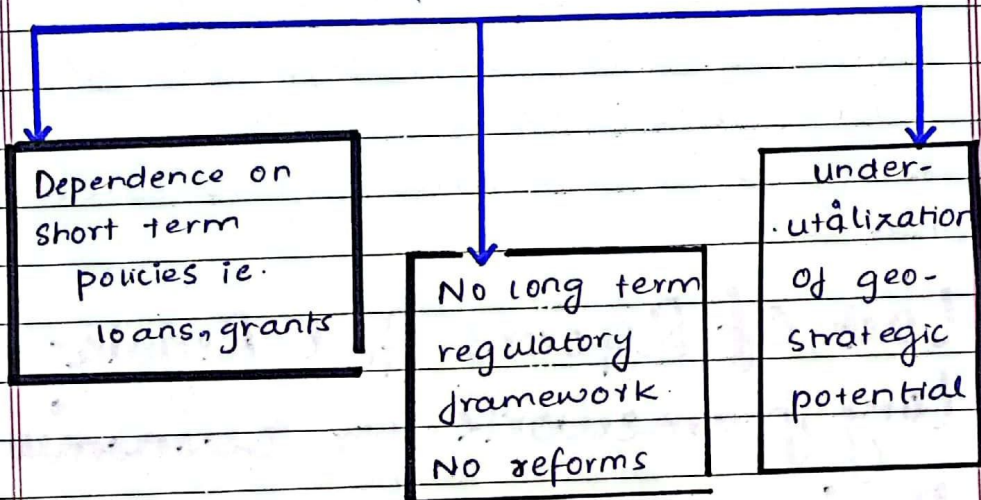 Dependence on
short term
policies ie.
loans, grants
No long term
regulatory
framework.
No reforms
under-
utilization
of geo-
strategic
potential